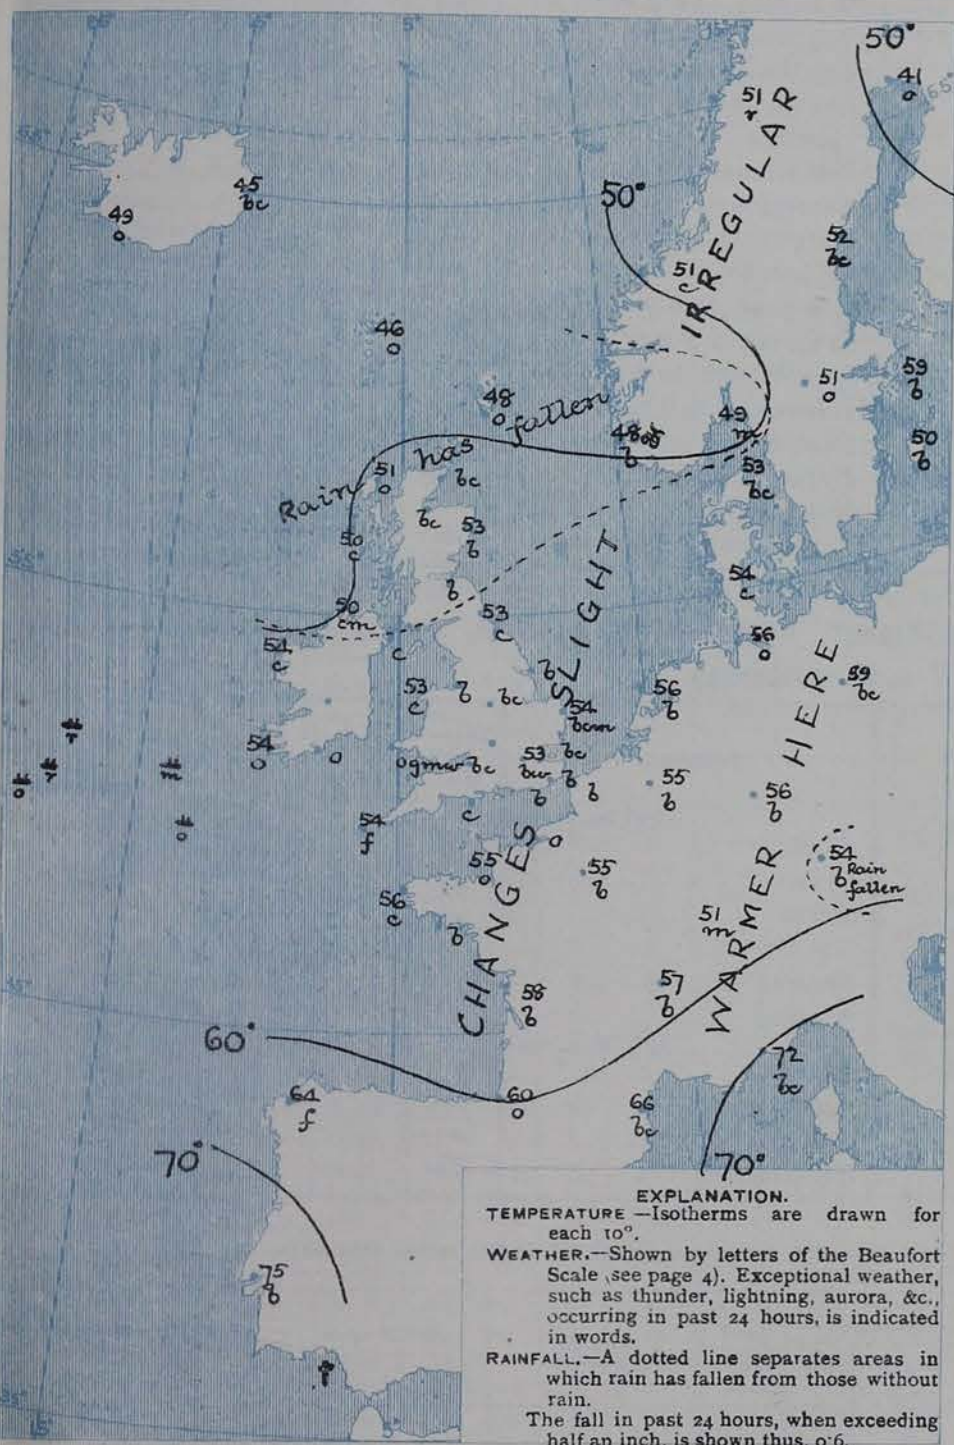 50°
41
o
51
r
IRREGULAR
45
bc
49
o
50°
52
bc
51
c
46
o
59
b
51
o
48
o
Rain has fallen
49
m
48
b
50
b
51
o
bc
53
bc
bc
53
b
50
c
b
54
c
SLIGHT
50
cm
53
c
56
o
54
c
c
WARMER HERE
59
bc
b
53
c
b
bc
56
b
54
bcm
r
r
m
o
54
o
o
ogmw
bc
53
bw
bc
b
b
b
55
b
56
b
o
54
f
c
CHANGES
o
54
b
Rain
fallen
55
o
55
b
56
c
b
51
m
58
b
57
b
60°
72
bc
64
f
60
o
66
bc
70°
70°
75
b
EXPLANATION.
TEMPERATURE —Isotherms are drawn for
each 10°.
WEATHER.—Shown by letters of the Beaufort
Scale (see page 4). Exceptional weather,
such as thunder, lightning, aurora, &c.,
occurring in past 24 hours, is indicated
in words.
RAINFALL.—A dotted line separates areas in
which rain has fallen from those without
rain.
The fall in past 24 hours, when exceeding
half an inch, is shown thus, 0·6.